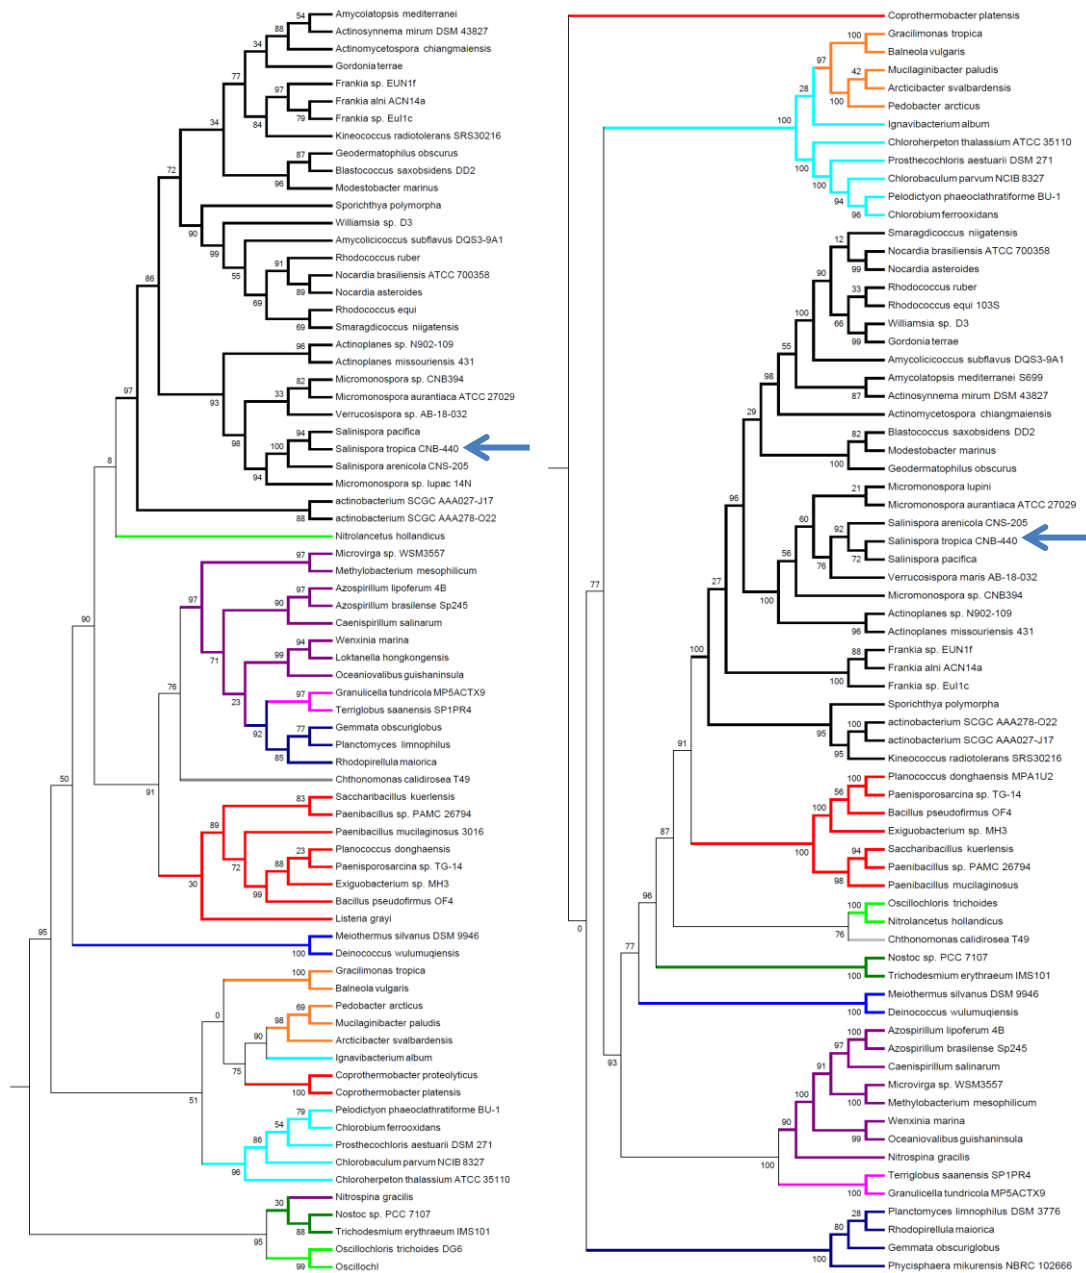 54
Amycolatopsis mediterranei
88
Actinosynnema mirum DSM 43827
34
Actinomycetospora chiangmaiensis
77
Gordonia terrae
Frankia sp. EUN1f
97
Frankia alni ACN14a
79
Frankia sp. EuI1c
84
34
Kineococcus radiotolerans SRS30216
87
Geodermatophilus obscurus
Blastococcus saxobsidens DD2
96
Modestobacter marinus
72
Sporichthya polymorpha
90
Williamsia sp. D3
99
Amycolicicoccus subflavus DQS3-9A1
55
91
Rhodococcus ruber
Nocardia brasiliensis ATCC 700358
89
Nocardia asteroides
69
Rhodococcus equi
69
Smaragdicoccus niigatensis
86
96
Actinoplanes sp. N902-109
Actinoplanes missouriensis 431
93
82
Micromonospora sp. CNB394
33
Micromonospora aurantiaca ATCC 27029
Verrucosispora sp. AB-18-032
98
94
Salinispora pacifica
100
Salinispora tropica CNB-440
Salinispora arenicola CNS-205
94
Micromonospora sp. lupac 14N
97
actinobacterium SCGC AAA027-J17
88
actinobacterium SCGC AAA278-O22
8
Nitrolancetus hollandicus
97
Microvirga sp. WSM3557
Methylobacterium mesophilicum
97
97
Azospirillum lipoferum 4B
90
Azospirillum brasilense Sp245
Caenispirillum salinarum
71
94
Wenxinia marina
99
Loktanella hongkongensis
Oceaniovalibus guishaninsula
23
97
Granulicella tundricola MP5ACTX9
Terriglobus saanensis SP1PR4
92
77
Gemmata obscuriglobus
Planctomyces limnophilus
85
Rhodopirellula maiorica
76
Chthonomonas calidirosea T49
90
91
83
Saccharibacillus kuerlensis
Paenibacillus sp. PAMC 26794
89
Paenibacillus mucilaginosus 3016
72
23
Planococcus donghaensis
88
Paenisporosarcina sp. TG-14
Exiguobacterium sp. MH3
99
Bacillus pseudofirmus OF4
30
Listeria grayi
50
Meiothermus silvanus DSM 9946
100
Deinococcus wulumuqiensis
95
100
Gracilimonas tropica
Balneola vulgaris
0
69
Pedobacter arcticus
98
Mucilaginibacter paludis
90
Arcticibacter svalbardensis
Ignavibacterium album
75
Coprothermobacter proteolyticus
100
Coprothermobacter platensis
51
79
Pelodictyon phaeoclathratiforme BU-1
54
Chlorobium ferrooxidans
86
Prosthecochloris aestuarii DSM 271
Chlorobaculum parvum NCIB 8327
96
Chloroherpeton thalassium ATCC 35110
30
Nitrospina gracilis
Nostoc sp. PCC 7107
88
Trichodesmium erythraeum IMS101
95
Oscillochloris trichoides DG6
99
Oscillochl
Coprothermobacter platensis
100
Gracilimonas tropica
Balneola vulgaris
97
42
Mucilaginibacter paludis
Arcticibacter svalbardensis
100
Pedobacter arcticus
28
Ignavibacterium album
100
Chloroherpeton thalassium ATCC 35110
100
Prosthecochloris aestuarii DSM 271
100
Chlorobaculum parvum NCIB 8327
94
Pelodictyon phaeoclathratiforme BU-1
96
Chlorobium ferrooxidans
12
Smaragdicoccus niigatensis
Nocardia brasiliensis ATCC 700358
99
Nocardia asteroides
90
33
Rhodococcus ruber
Rhodococcus equi 103S
66
Williamsia sp. D3
99
Gordonia terrae
100
Amycolicicoccus subflavus DQS3-9A1
55
Amycolatopsis mediterranei S699
87
Actinosynnema mirum DSM 43827
98
Actinomycetospora chiangmaiensis
29
82
Blastococcus saxobsidens DD2
Modestobacter marinus
100
Geodermatophilus obscurus
96
21
Micromonospora lupini
Micromonospora aurantiaca ATCC 27029
60
92
Salinispora arenicola CNS-205
Salinispora tropica CNB-440
72
Salinispora pacifica
76
Verrucosispora maris AB-18-032
56
Micromonospora sp. CNB394
100
Actinoplanes sp. N902-109
96
Actinoplanes missouriensis 431
27
88
Frankia sp. EUN1f
Frankia alni ACN14a
100
Frankia sp. EuI1c
100
Sporichthya polymorpha
100
actinobacterium SCGC AAA278-O22
95
actinobacterium SCGC AAA027-J17
95
Kineococcus radiotolerans SRS30216
91
100
Planococcus donghaensis MPA1U2
56
Paenisporosarcina sp. TG-14
100
Bacillus pseudofirmus OF4
Exiguobacterium sp. MH3
100
94
Saccharibacillus kuerlensis
Paenibacillus sp. PAMC 26794
98
Paenibacillus mucilaginosus
87
100
Oscillochloris trichoides
Nitrolancetus hollandicus
76
Chthonomonas calidirosea T49
96
Nostoc sp. PCC 7107
100
Trichodesmium erythraeum IMS101
77
Meiothermus silvanus DSM 9946
100
Deinococcus wulumuqiensis
77
0
93
100
Azospirillum lipoferum 4B
97
Azospirillum brasilense Sp245
91
Caenispirillum salinarum
100
Microvirga sp. WSM3557
100
Methylobacterium mesophilicum
90
Wenxinia marina
99
Oceaniovalibus guishaninsula
Nitrospina gracilis
100
Terriglobus saanensis SP1PR4
100
Granulicella tundricola MP5ACTX9
28
Planctomyces limnophilus DSM 3776
80
Rhodopirellula maiorica
Gemmata obscuriglobus
100
Physcisphaera mikurensis NBRC 102666